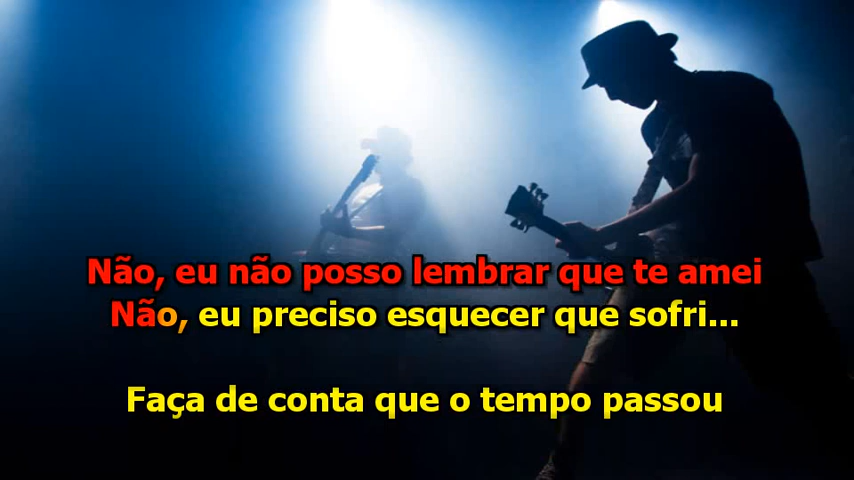 Não, eu não posso lembrar que te amei
Não, eu preciso esquecer que sofri...
Faça de conta que o tempo passou